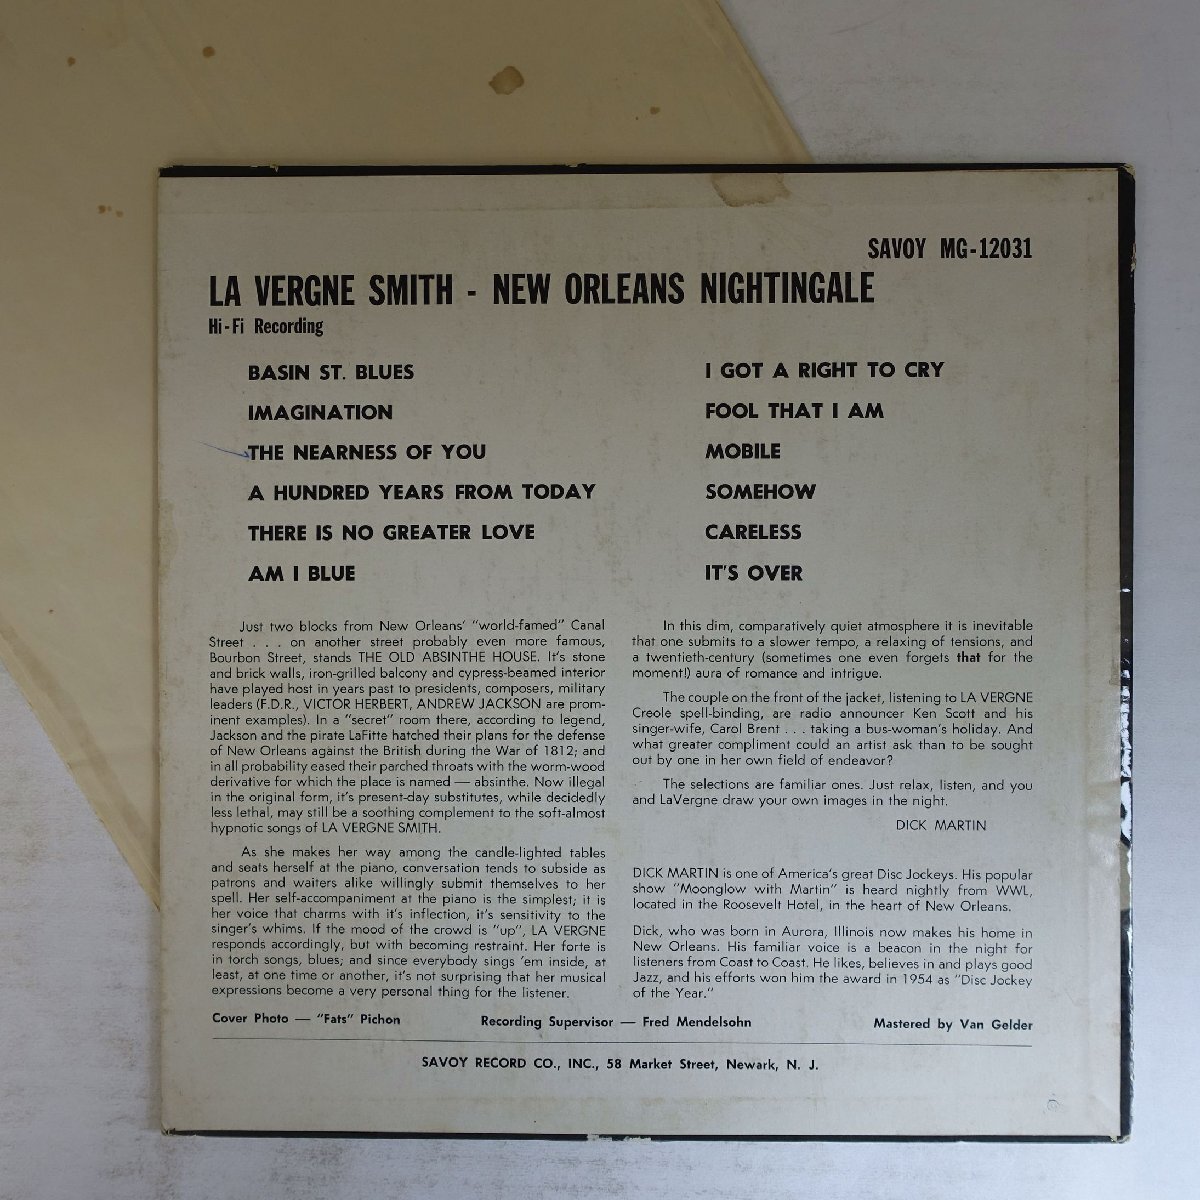 SAVOY MG-12031
LA VERGNE SMITH - NEW ORLEANS NIGHTINGALE
Hi-Fi Recording
BASIN ST. BLUES
IMAGINATION
THE NEARNESS OF YOU
A HUNDRED YEARS FROM TODAY
THERE IS NO GREATER LOVE
AM I BLUE
I GOT A RIGHT TO CRY
FOOL THAT I AM
MOBILE
SOMEHOW
CARELESS
IT'S OVER
Just two blocks from New Orleans' "world-famed" Canal
Street . . . on another street probably even more famous,
Bourbon Street, stands THE OLD ABSINTHE HOUSE. It's stone
and brick walls, iron-grilled balcony and cypress-beamed interior
have played host in years past to presidents, composers, military
leaders (F.D.R., VICTOR HERBERT, ANDREW JACKSON are prom-
inent examples). In a "secret" room there, according to legend,
Jackson and the pirate LaFitte hatched their plans for the defense
of New Orleans against the British during the War of 1812; and
in all probability eased their parched throats with the worm-wood
derivative for which the place is named — absinthe. Now illegal
in the original form, it's present-day substitutes, while decidedly
less lethal, may still be a soothing complement to the soft-almost
hypnotic songs of LA VERGNE SMITH.
As she makes her way among the candle-lighted tables
and seats herself at the piano, conversation tends to subside as
patrons and waiters alike willingly submit themselves to her
spell. Her self-accompaniment at the piano is the simplest; it is
her voice that charms with it's inflection, it's sensitivity to the
singer's whims. If the mood of the crowd is "up", LA VERGNE
responds accordingly, but with becoming restraint. Her forte is
in torch songs, blues; and since everybody sings 'em inside, at
least, at one time or another, it's not surprising that her musical
expressions become a very personal thing for the listener.
In this dim, comparatively quiet atmosphere it is inevitable
that one submits to a slower tempo, a relaxing of tensions, and
a twentieth-century (sometimes one even forgets that for the
moment!) aura of romance and intrigue.
The couple on the front of the jacket, listening to LA VERGNE
Creole spell-binding, are radio announcer Ken Scott and his
singer-wife, Carol Brent . . . taking a bus-woman's holiday. And
what greater compliment could an artist ask than to be sought
out by one in her own field of endeavor?
The selections are familiar ones. Just relax, listen, and you
and LaVergne draw your own images in the night.
DICK MARTIN
DICK MARTIN is one of America's great Disc Jockeys. His popular
show "Moonglow with Martin" is heard nightly from WWL,
located in the Roosevelt Hotel, in the heart of New Orleans.
Dick, who was born in Aurora, Illinois now makes his home in
New Orleans. His familiar voice is a beacon in the night for
listeners from Coast to Coast. He likes, believes in and plays good
Jazz, and his efforts won him the award in 1954 as "Disc Jockey
of the Year."
Cover Photo — "Fats" Pichon Recording Supervisor — Fred Mendelsohn Mastered by Van Gelder
SAVOY RECORD CO., INC., 58 Market Street, Newark, N. J.